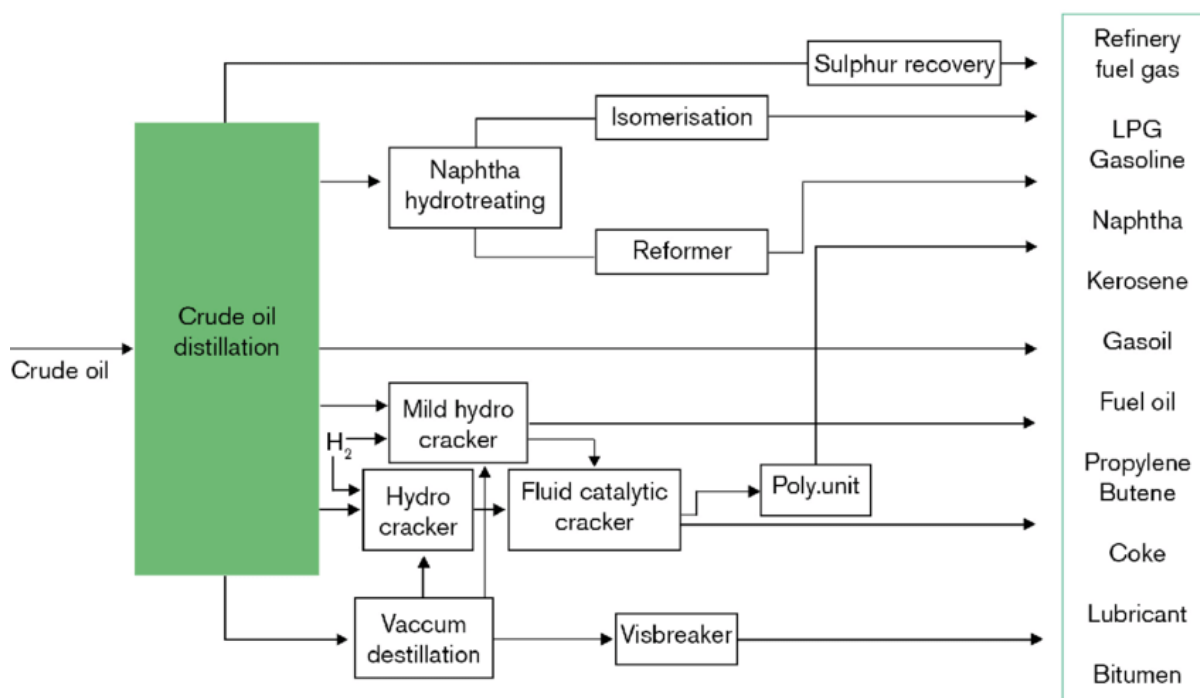 Sulphur recovery
Refinery
fuel gas
Isomerisation
LPG
Gasoline
Naphtha
hydrotreating
Naphtha
Reformer
Kerosene
Crude oil
distillation
Crude oil
Gasoil
Mild hydro
cracker
Fuel oil
H2
Propylene
Butene
Hydro
cracker
Fluid catalytic
cracker
Poly.unit
Coke
Vaccum
destillation
Visbreaker
Lubricant
Bitumen